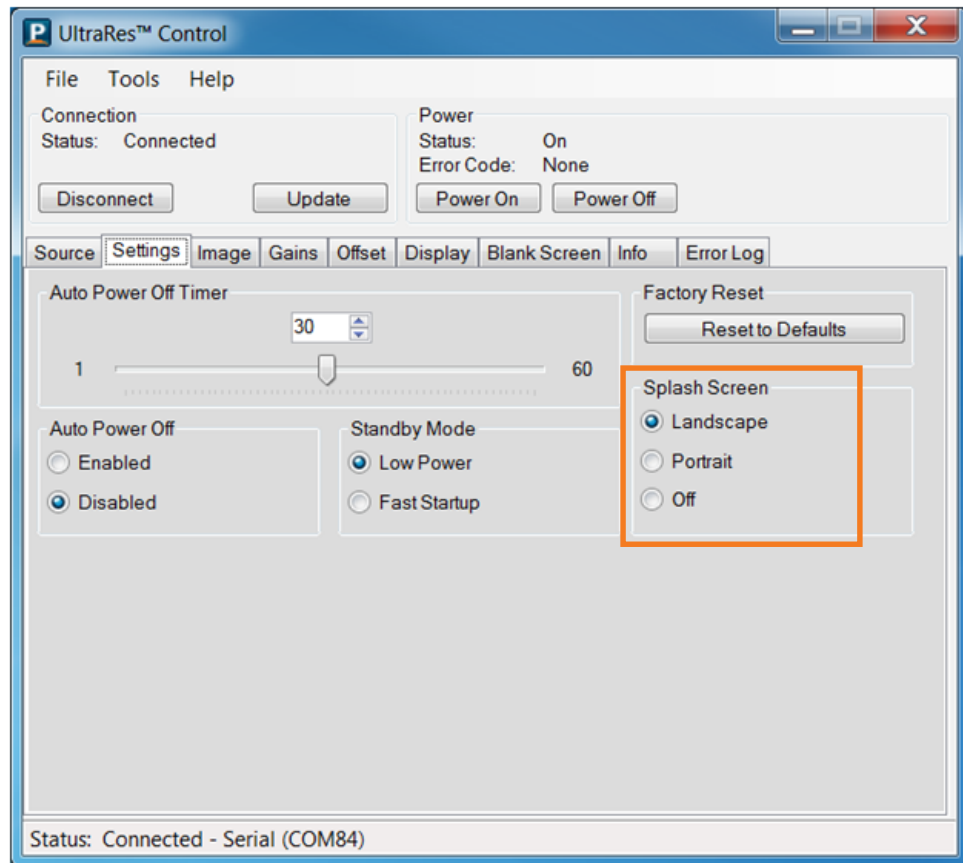 P UltraRes™ Control
File Tools Help
Connection
Status: Connected
Disconnect Update
Power
Status: On
Error Code: None
Power On Power Off
Source Settings Image Gains Offset Display Blank Screen Info Error Log
Auto Power Off Timer
30
1 60
Factory Reset
Reset to Defaults
Auto Power Off
Enabled
Disabled
Standby Mode
Low Power
Fast Startup
Splash Screen
Landscape
Portrait
Off
Status: Connected - Serial (COM84)